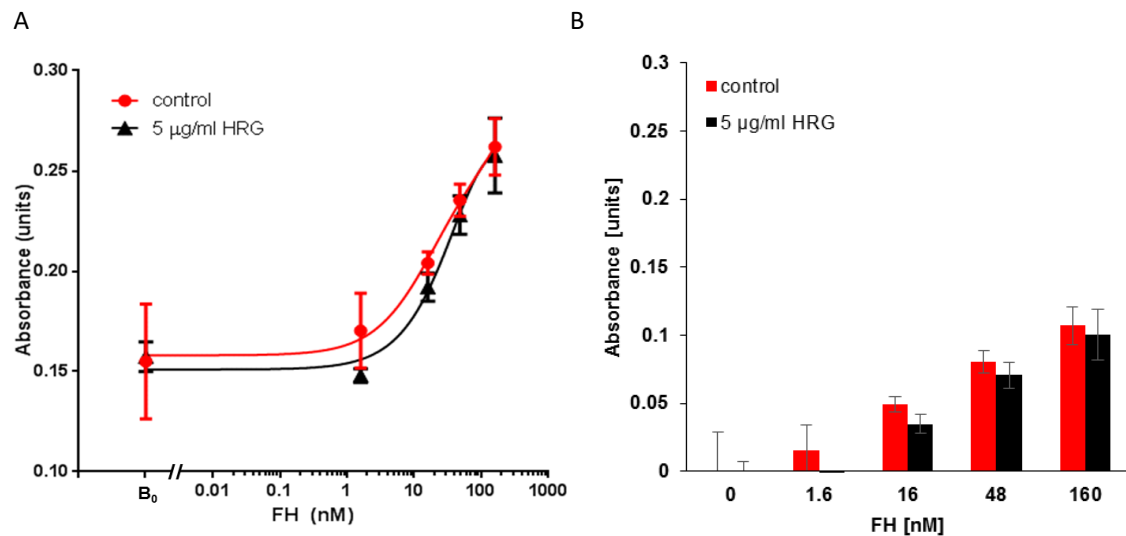 A
0.30
0.25
0.20
0.15
0.10
Absorbance (units)
control
5 μg/ml HRG
B₀
0.01
0.1
1
10
100
1000
FH (nM)
B
0.3
0.25
0.2
0.15
0.1
0.05
0
Absorbance [units]
control
5 μg/ml HRG
0
1.6
16
48
160
FH [nM]